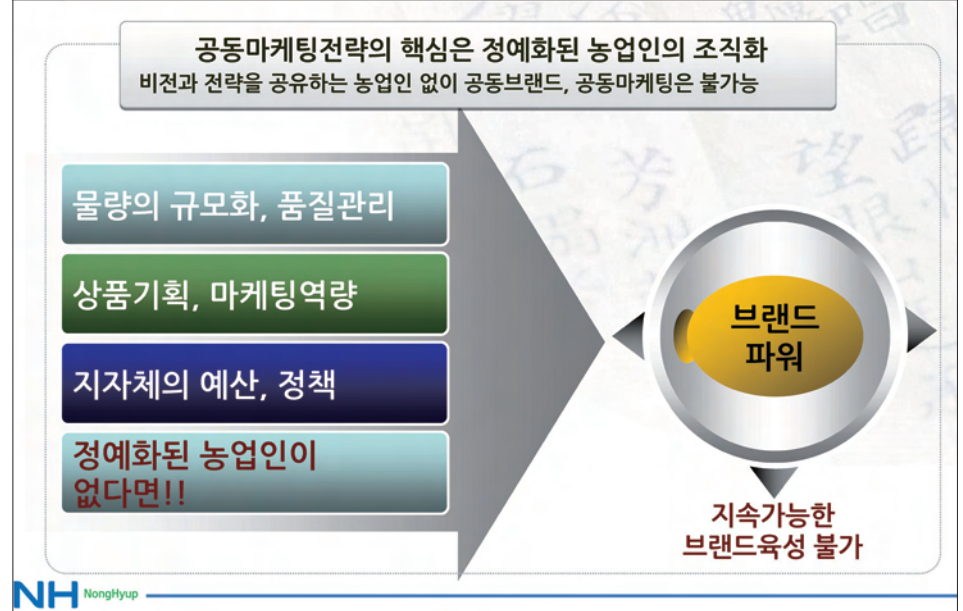 공동마케팅전략의 핵심은 정예화된 농업인의 조직화
비전과 전략을 공유하는 농업인 없이 공동브랜드, 공동마케팅은 불가능
물량의 규모화, 품질관리
상품기획, 마케팅역량
지자체의 예산, 정책
정예화된 농업인이
없다면!!
브랜드
파워
지속가능한
브랜드육성 불가
NH NongHyup